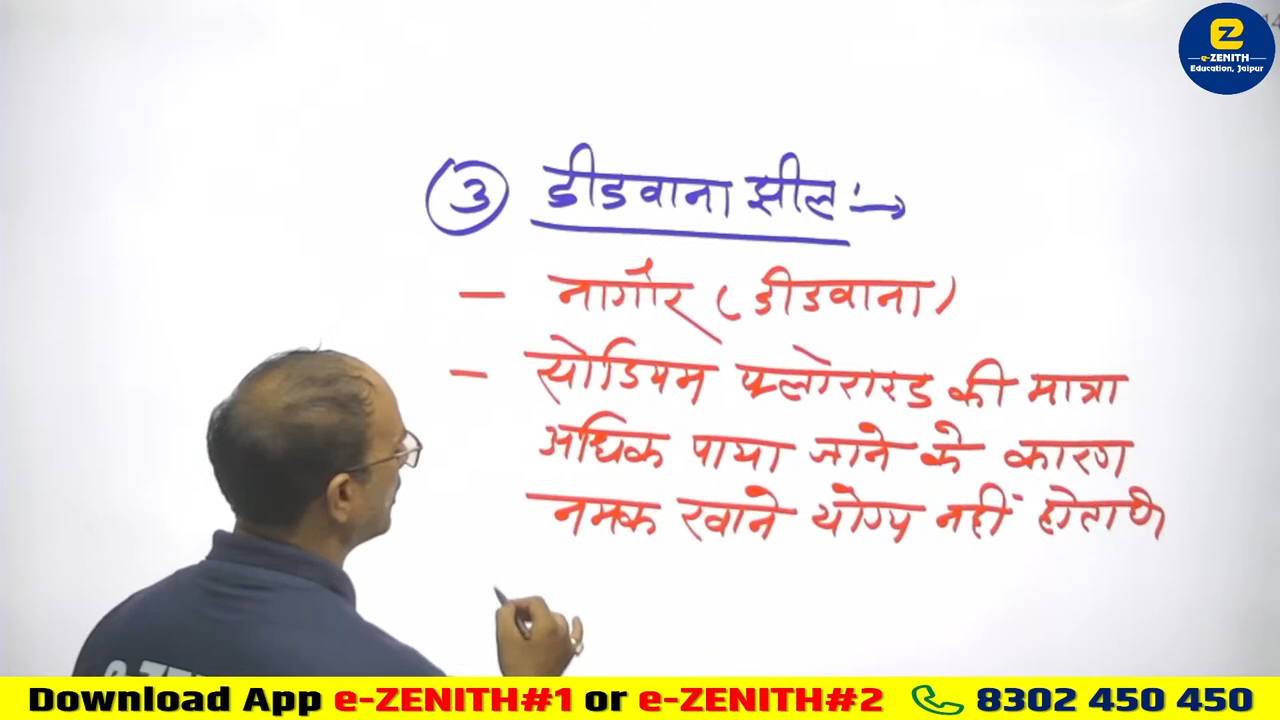 e-ZENITH
Education, Jaipur
③ डीडवाना झील :→
- नागौर (डीडवाना)
- सोडियम फ्लोराइड की मात्रा
अधिक पाया जाने के कारण
नमक खाने योग्य नहीं होता
Download App e-ZENITH#1 or e-ZENITH#2 8302 450 450